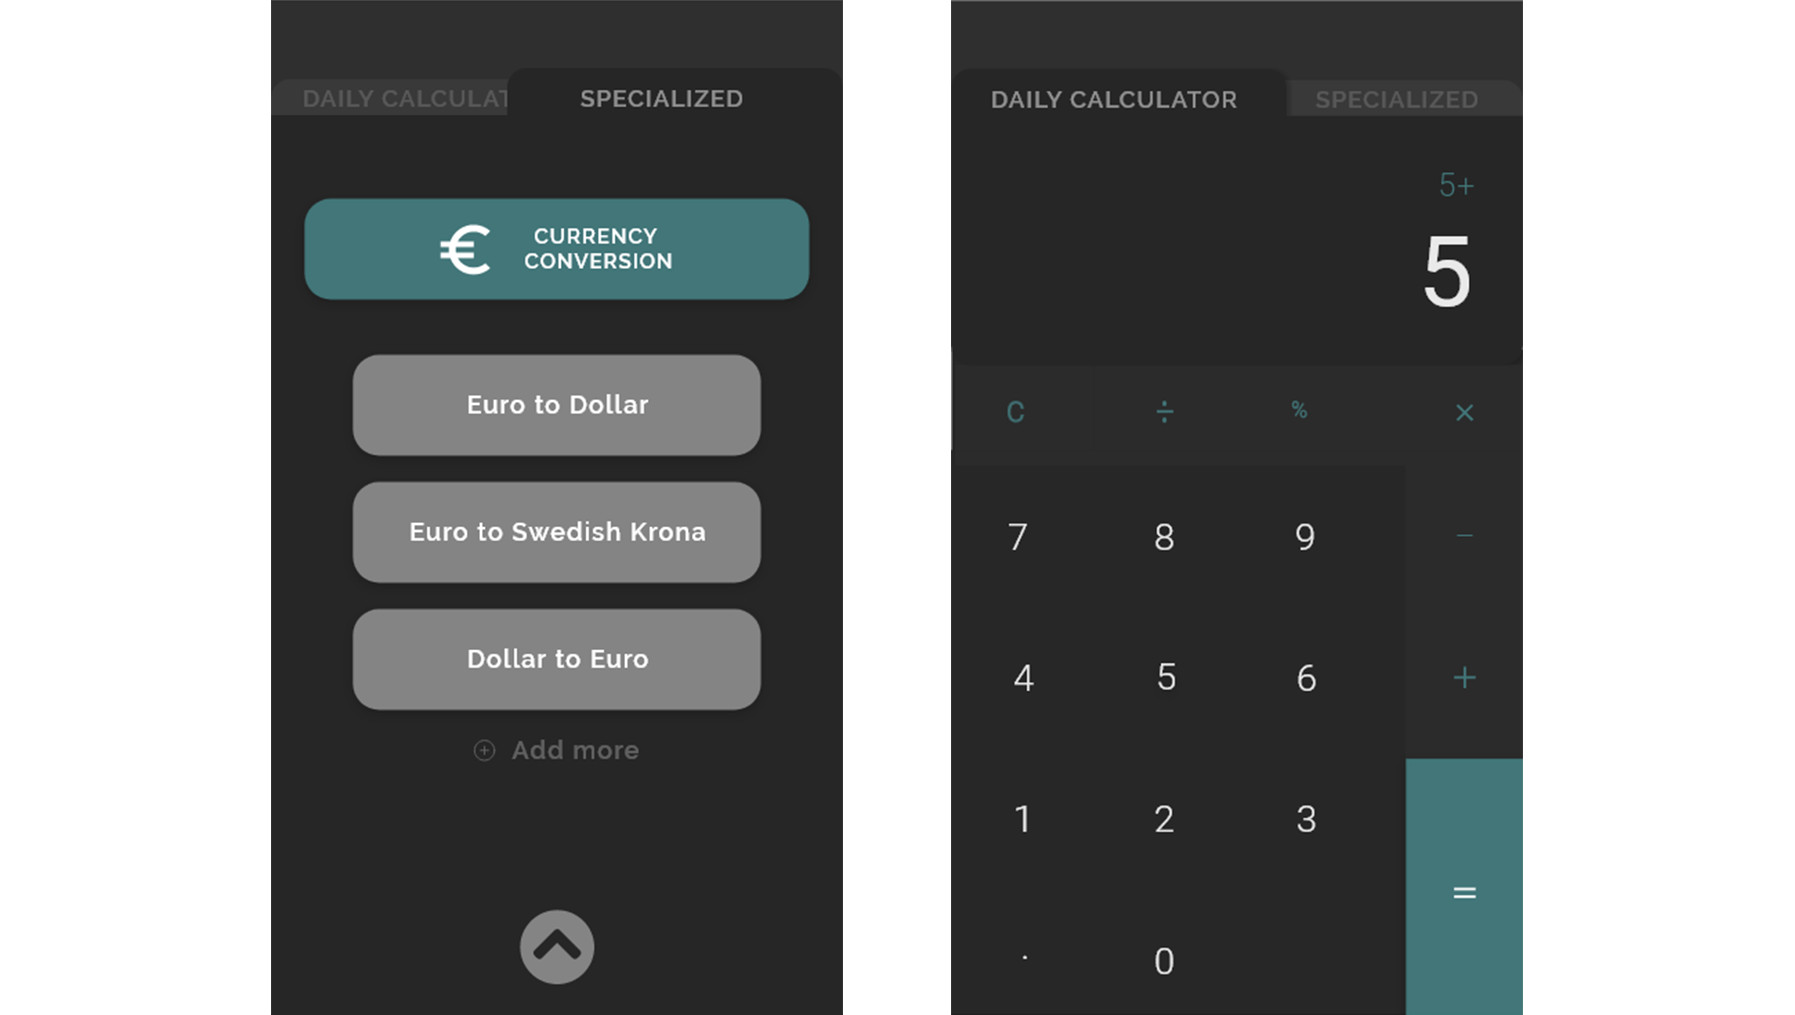 DAILY CALCULAT
SPECIALIZED
€
CURRENCY
CONVERSION
Euro to Dollar
Euro to Swedish Krona
Dollar to Euro
+ Add more
DAILY CALCULATOR
SPECIALIZED
5+
5
C ÷ % ×
7 8 9 −
4 5 6 +
1 2 3
=
. 0